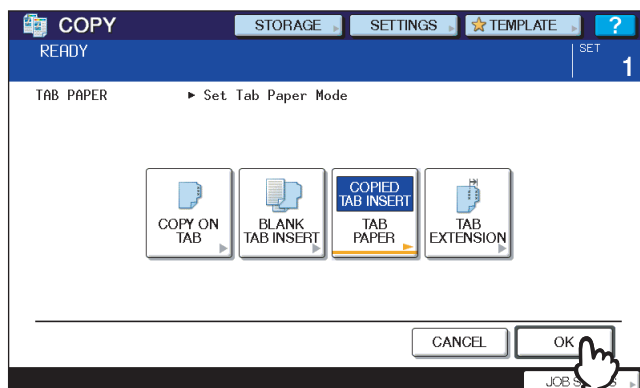 COPY STORAGE SETTINGS TEMPLATE ?
READY SET
1
TAB PAPER ► Set Tab Paper Mode
COPY ON
TAB
BLANK
TAB INSERT
COPIED
TAB INSERT
TAB
PAPER
TAB
EXTENSION
CANCEL OK
JOB